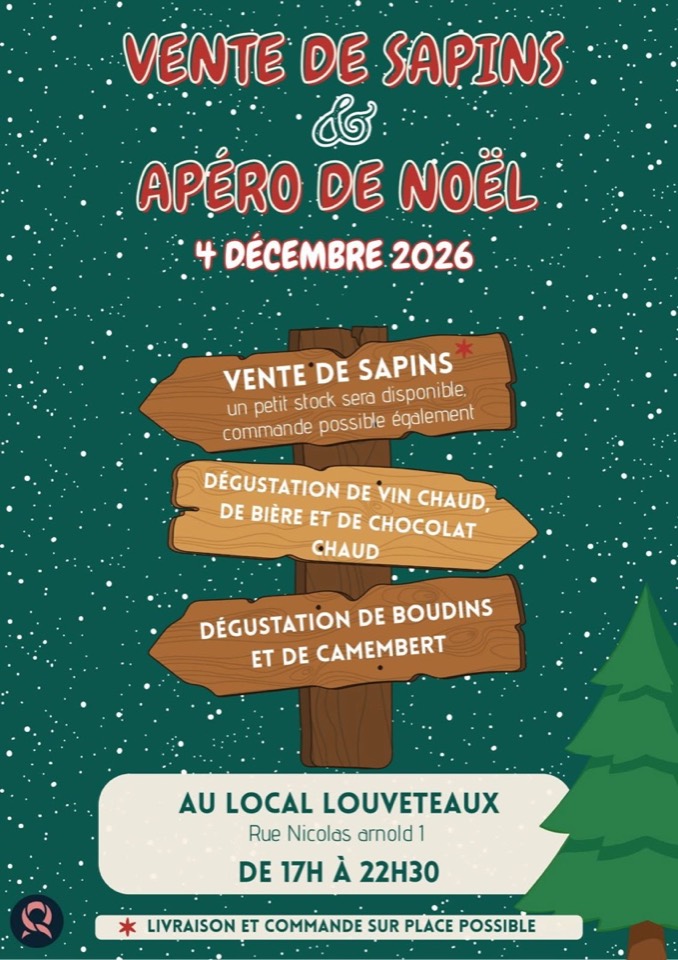 VENTE DE SAPINS
&
APÉRO DE NOËL
4 DÉCEMBRE 2026
VENTE DE SAPINS*
un petit stock sera disponible,
commande possible également
DÉGUSTATION DE VIN CHAUD,
DE BIÈRE ET DE CHOCOLAT
CHAUD
DÉGUSTATION DE BOUDINS
ET DE CAMEMBERT
AU LOCAL LOUVETEAUX
Rue Nicolas arnold 1
DE 17H À 22H30
* LIVRAISON ET COMMANDE SUR PLACE POSSIBLE